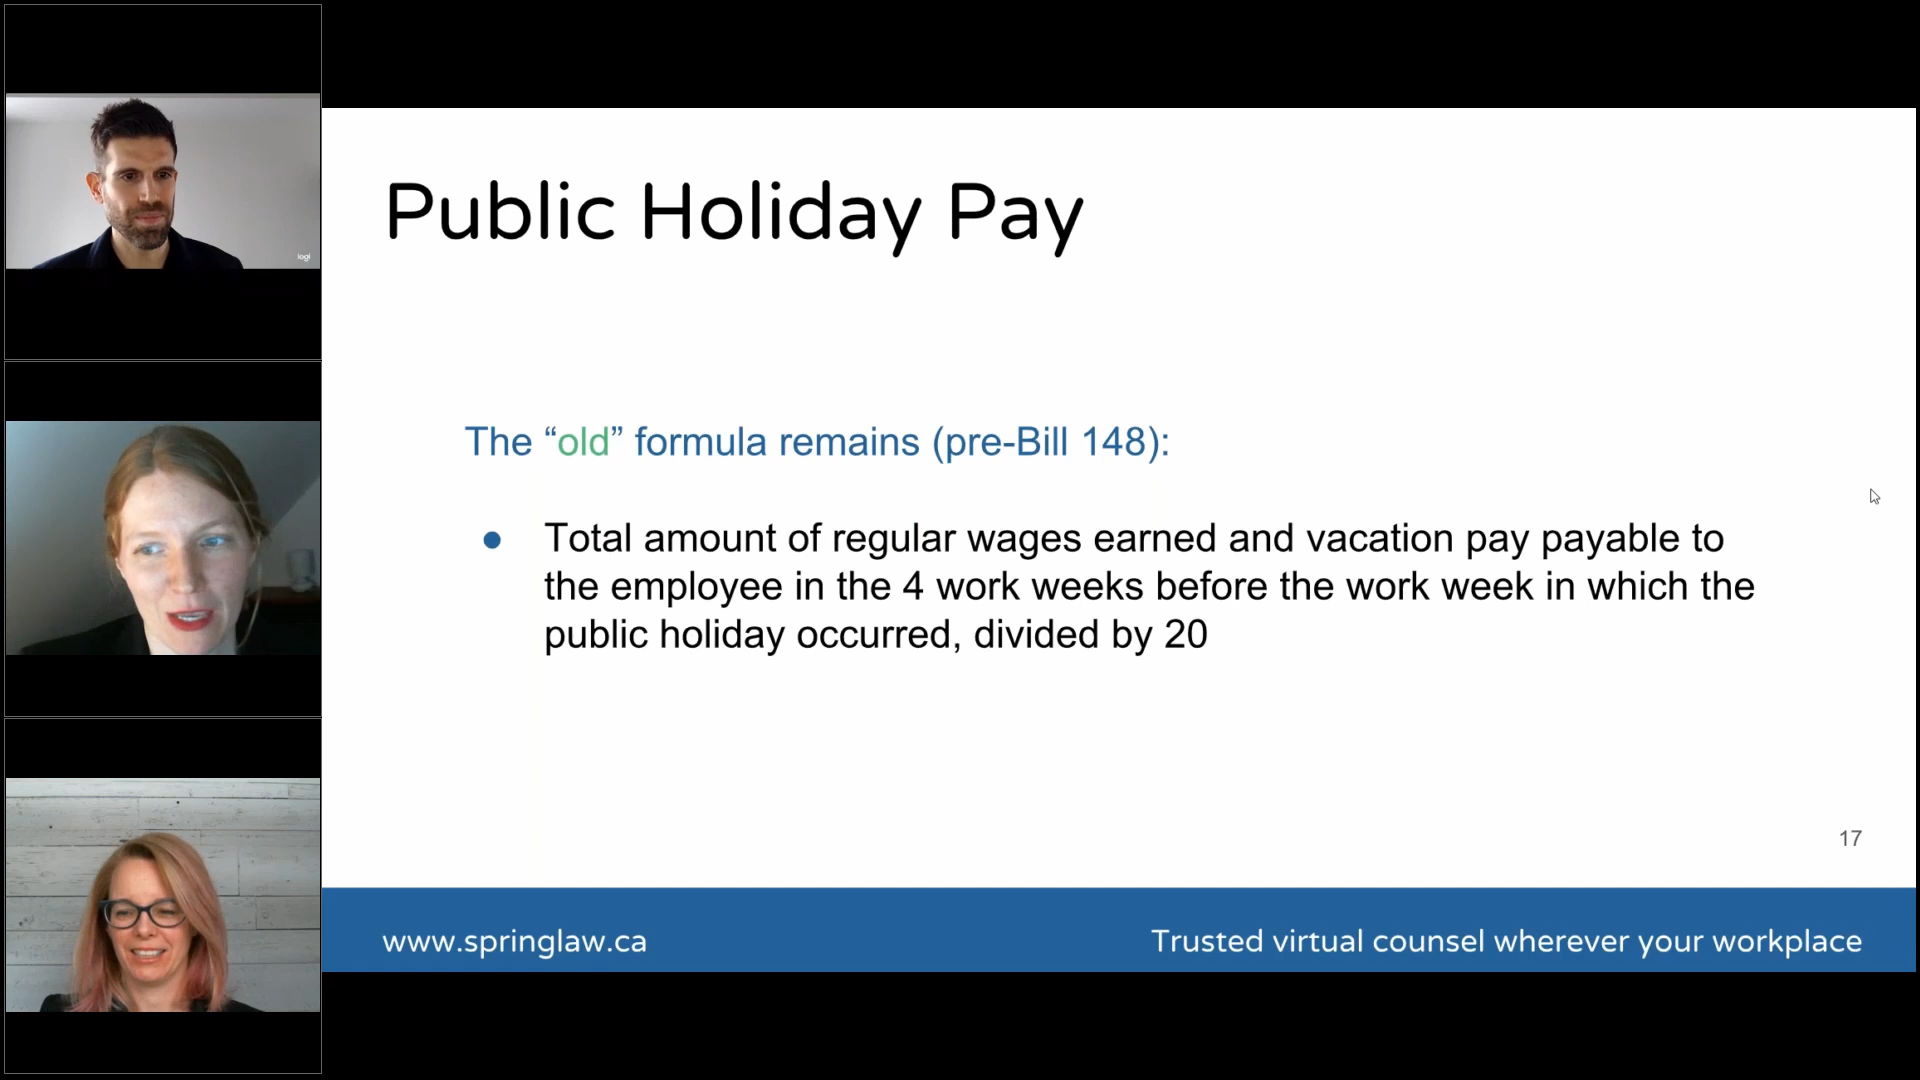 logi
Public Holiday Pay
The “old” formula remains (pre-Bill 148):
● Total amount of regular wages earned and vacation pay payable to
the employee in the 4 work weeks before the work week in which the
public holiday occurred, divided by 20
17
www.springlaw.ca
Trusted virtual counsel wherever your workplace